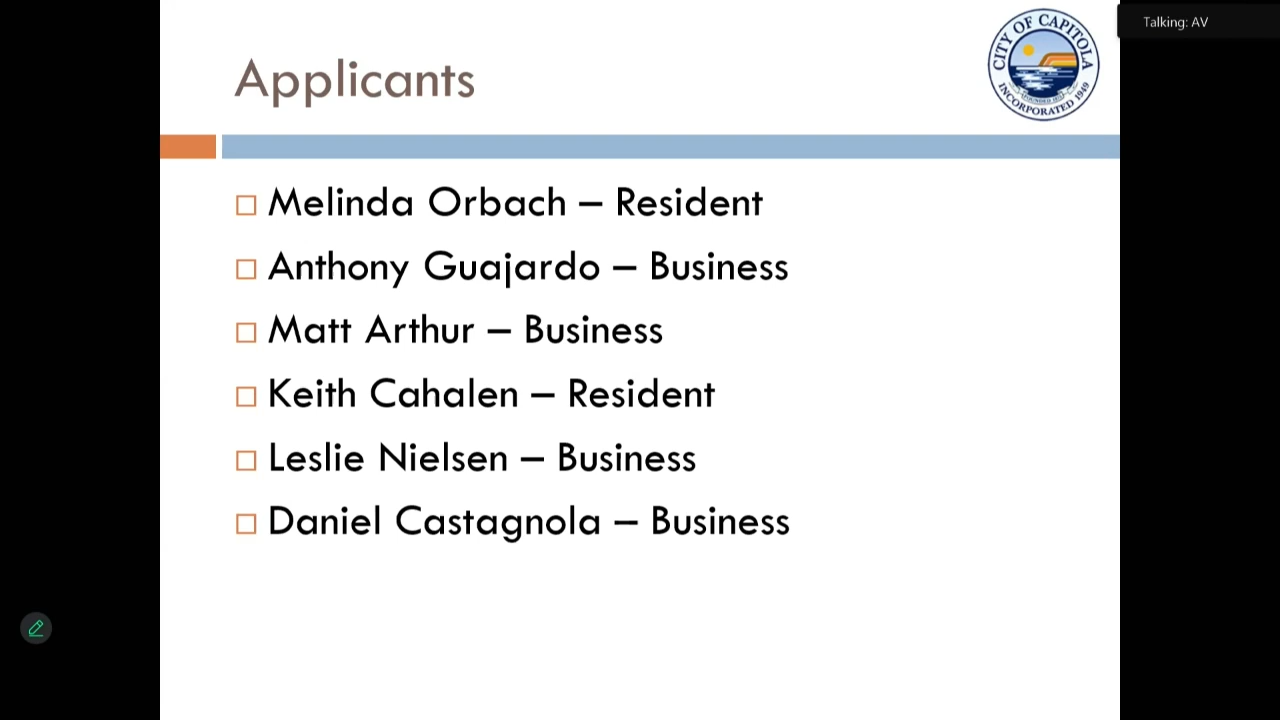 Talking: AV
CITY OF CAPITOLA
INCORPORATED 1949
Applicants
Melinda Orbach – Resident
Anthony Guajardo – Business
Matt Arthur – Business
Keith Cahalen – Resident
Leslie Nielsen – Business
Daniel Castagnola – Business